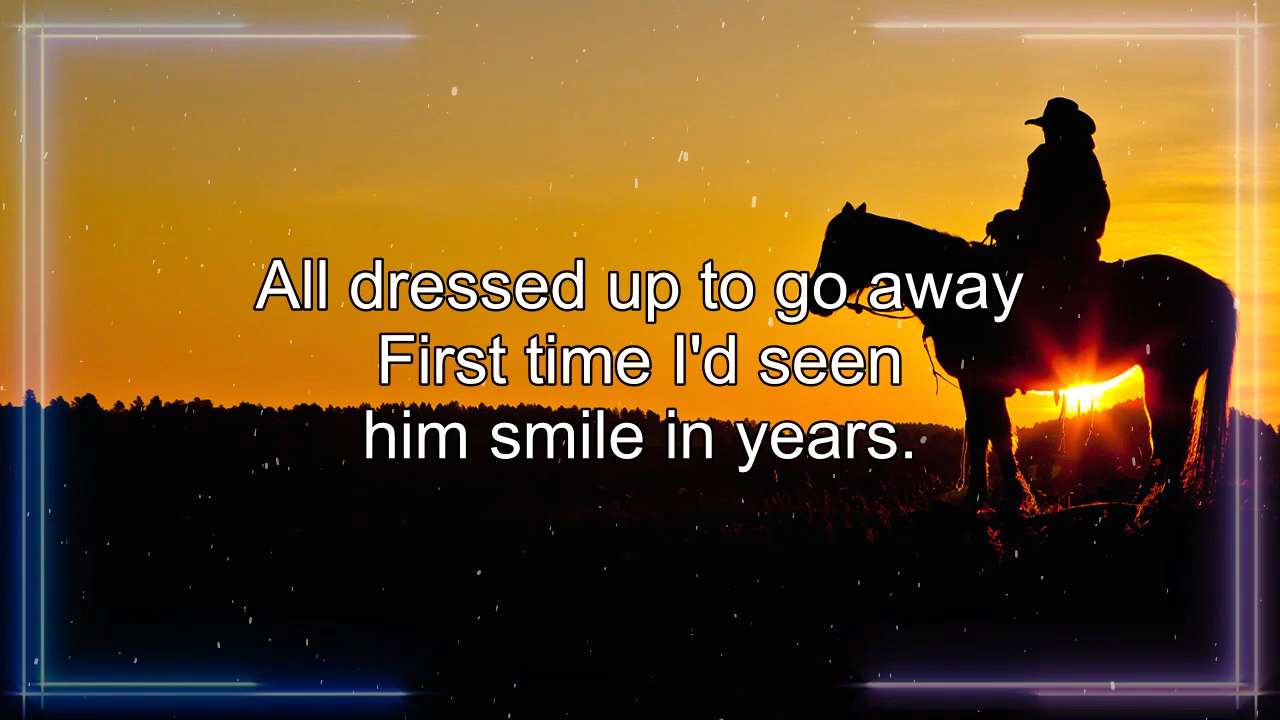 All dressed up to go away
First time I'd seen
him smile in years.